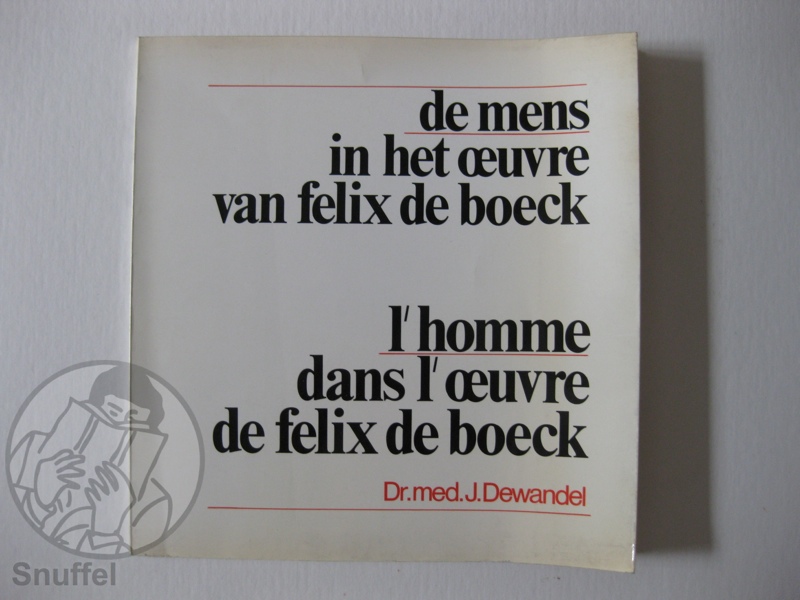 de mens
in het œuvre
van felix de boeck
l'homme
dans l'œuvre
de felix de boeck
Dr.med.J.Dewandel
Snuffel